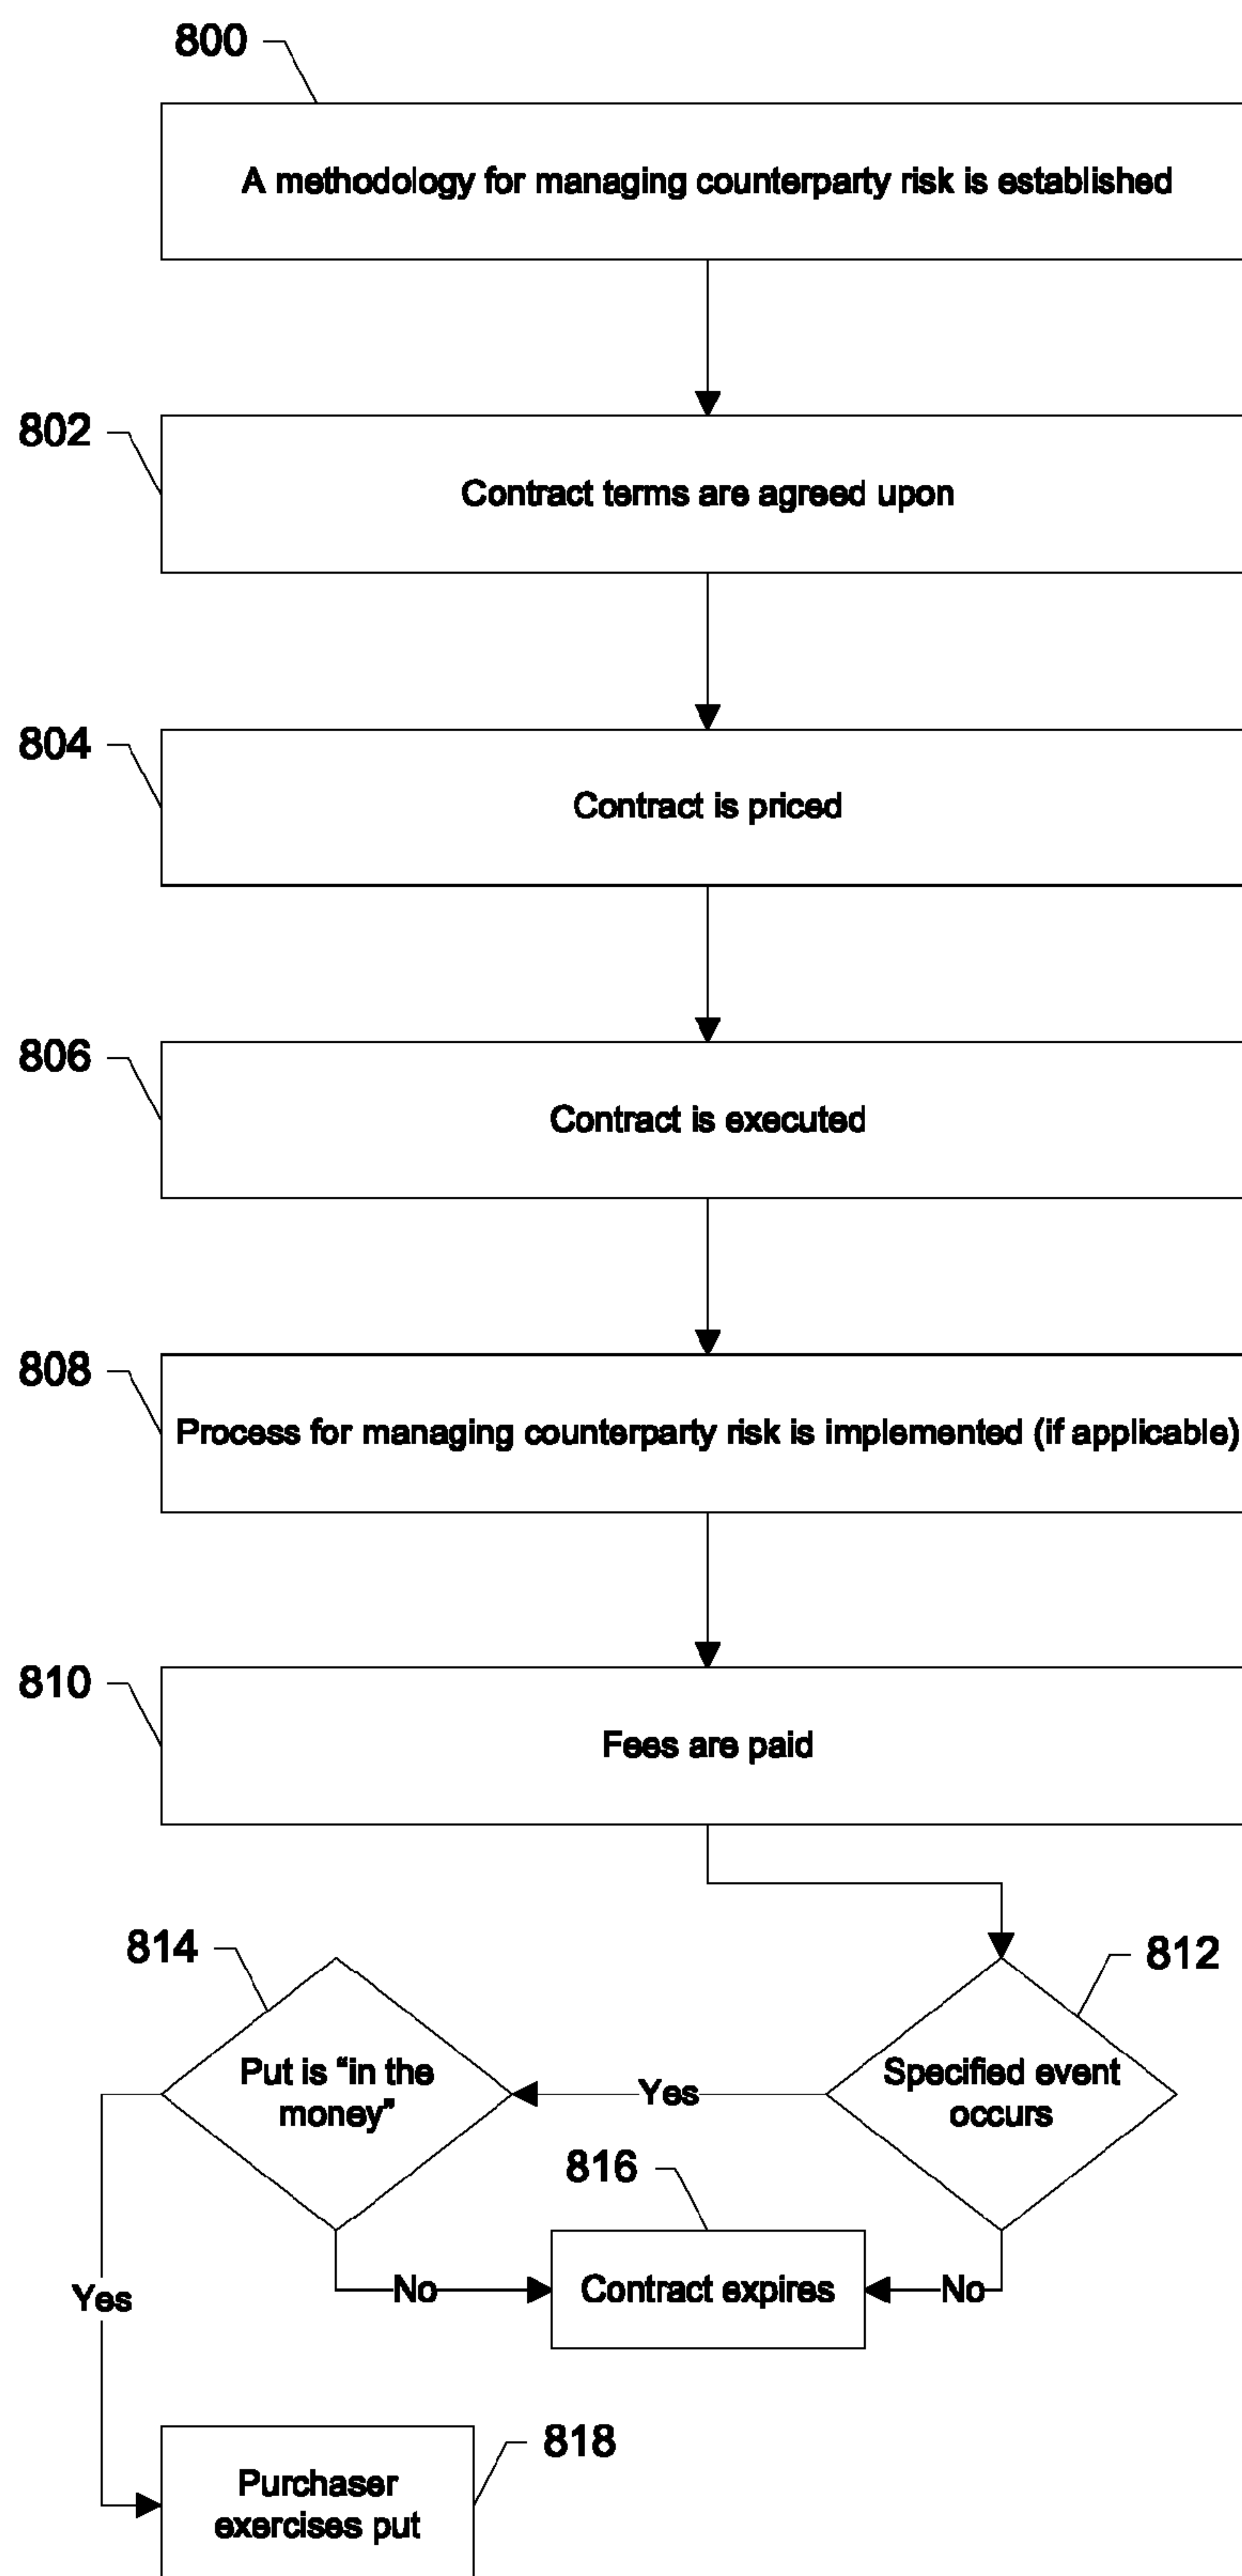 800
A methodology for managing counterparty risk is established
802
Contract terms are agreed upon
804
Contract is priced
806
Contract is executed
808
Process for managing counterparty risk is implemented (if applicable)
810
Fees are paid
814
812
Put is “in the
money”
Yes
Specified event
occurs
816
Yes
No
Contract expires
No
818
Purchaser
exercises put